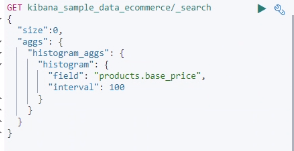 GET kibana_sample_data_ecommerce/_search
{
  "size":0,
  "aggs": {
    "histogram_aggs": {
      "histogram": {
        "field": "products.base_price",
        "interval": 100
      }
    }
  }
}